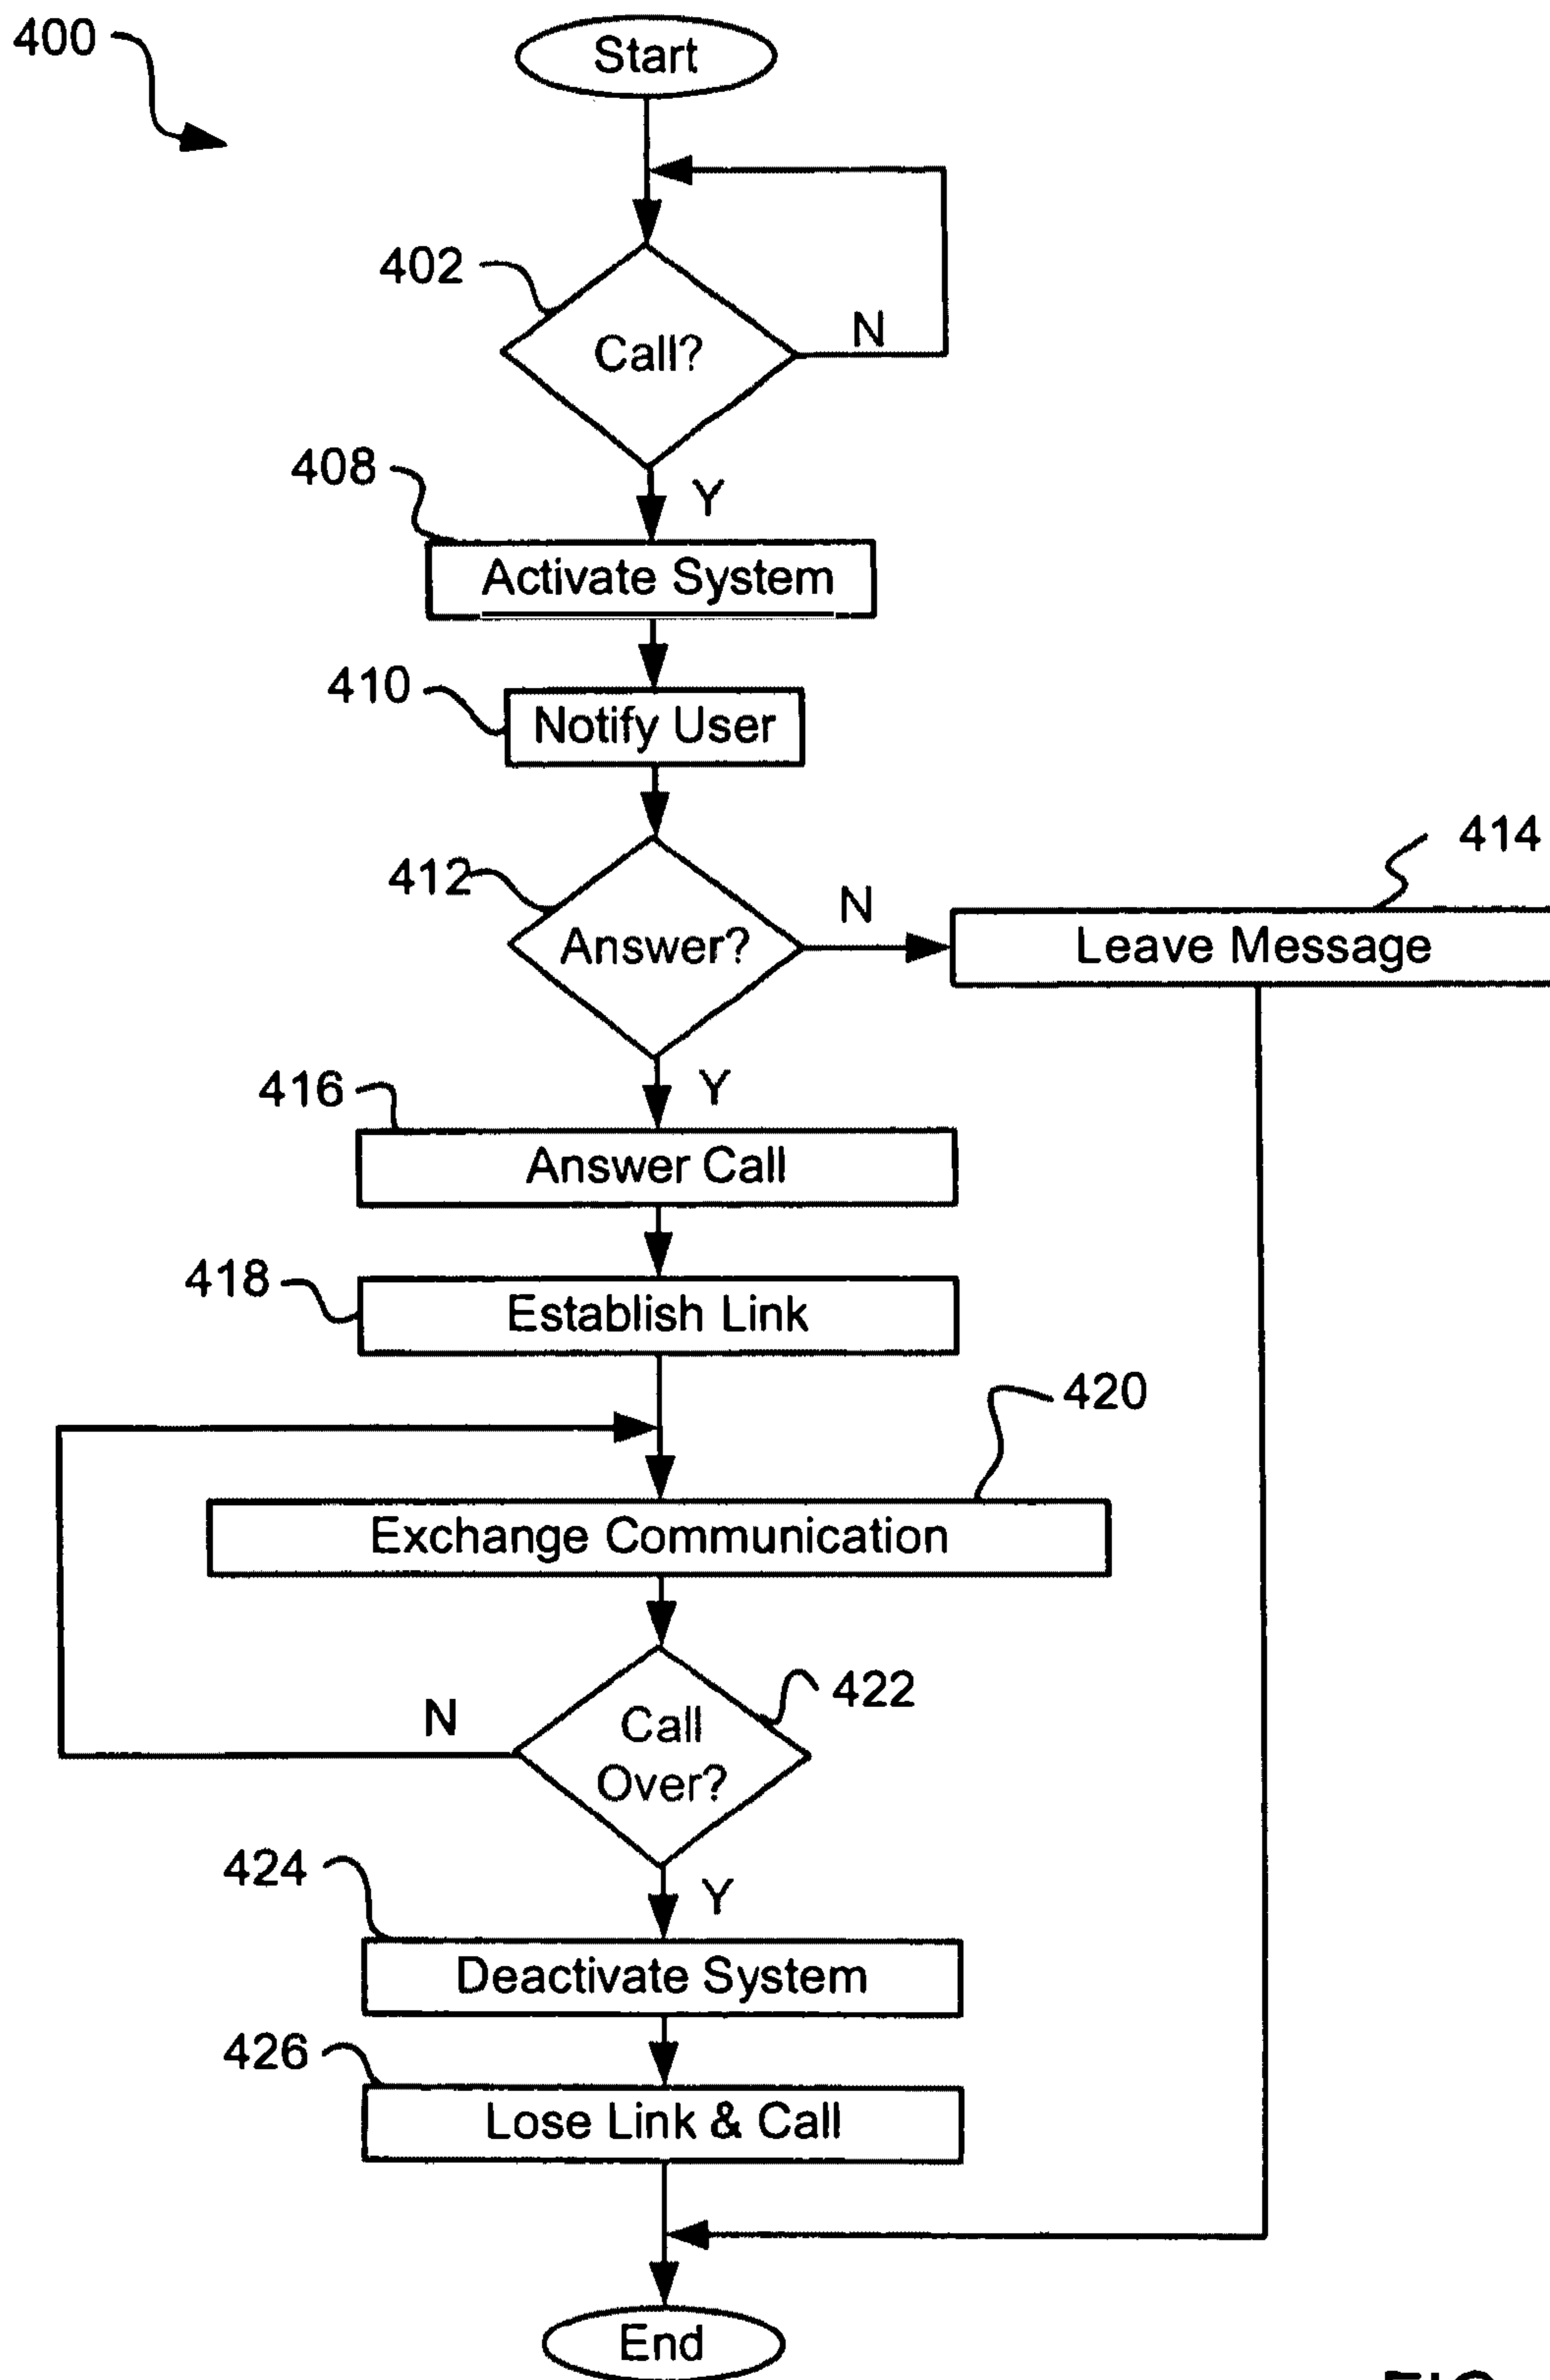 400
Start
402
Call?
N
408
Y
Activate System
410
Notify User
412
Answer?
N
414
Leave Message
416
Y
Answer Call
418
Establish Link
420
Exchange Communication
422
N
Call
Over?
424
Y
Deactivate System
426
Lose Link & Call
End